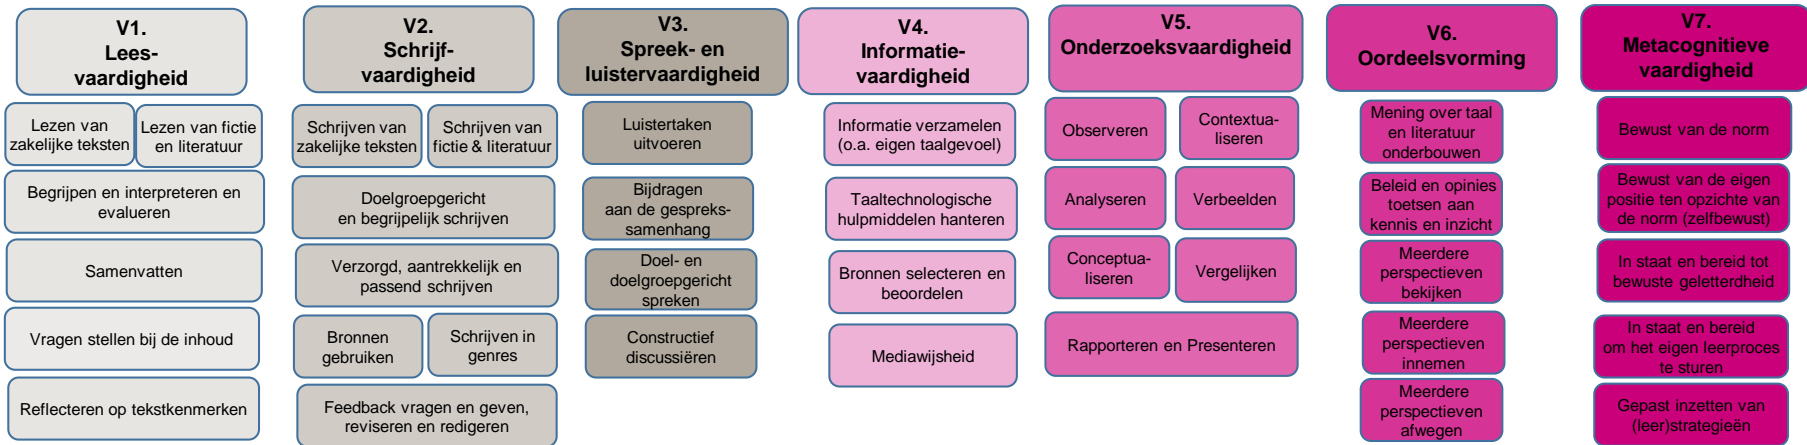 V1.
Lees-
vaardigheid
Lezen van
zakelijke teksten
Lezen van fictie
en literatuur
Begrijpen en interpreteren en
evalueren
Samenvatten
Vragen stellen bij de inhoud
Reflecteren op tekstkenmerken
V2.
Schrijf-
vaardigheid
Schrijven van
zakelijke teksten
Schrijven van
fictie & literatuur
Doelgroepgericht
en begrijpelijk schrijven
Verzorgd, aantrekkelijk en
passend schrijven
Bronnen
gebruiken
Schrijven in
genres
Feedback vragen en geven,
reviseren en redigeren
V3.
Spreek- en
luistervaardigheid
Luistertaken
uitvoeren
Bijdragen
aan de gespreks-
samenhang
Doel- en
doelgroepgericht
spreken
Constructief
discussiëren
V4.
Informatie-
vaardigheid
Informatie verzamelen
(o.a. eigen taalgevoel)
Taaltechnologische
hulpmiddelen hanteren
Bronnen selecteren en
beoordelen
Mediawijsheid
V5.
Onderzoeksvaardigheid
Observeren
Contextua-
liseren
Analyseren
Verbeelden
Conceptua-
liseren
Vergelijken
Rapporteren en Presenteren
V6.
Oordeelsvorming
Mening over taal
en literatuur
onderbouwen
Beleid en opinies
toetsen aan
kennis en inzicht
Meerdere
perspectieven
bekijken
Meerdere
perspectieven
innemen
Meerdere
perspectieven
afwegen
V7.
Metacognitieve
vaardigheid
Bewust van de norm
Bewust van de eigen
positie ten opzichte van
de norm (zelfbewust)
In staat en bereid tot
bewuste geletterdheid
In staat en bereid
om het eigen leerproces
te sturen
Gepast inzetten van
(leer)strategieën